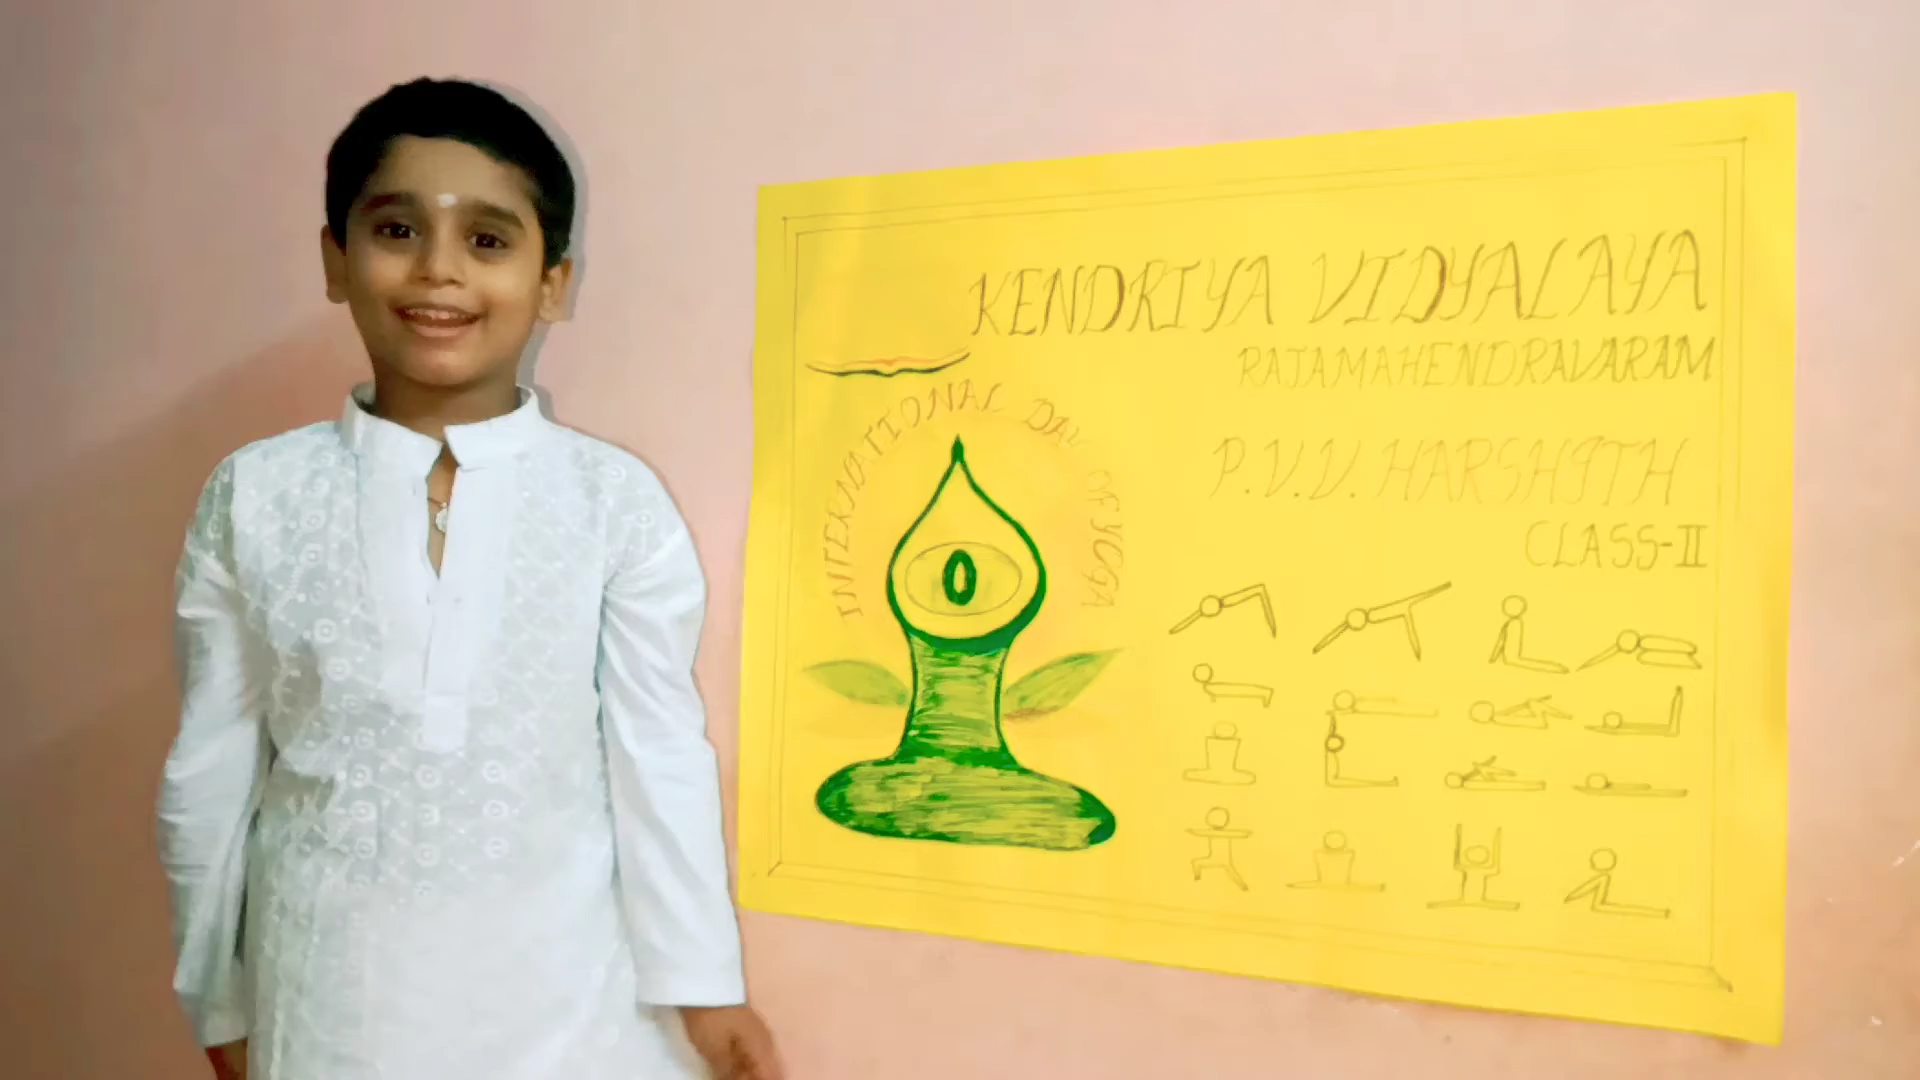 KENDRIYA VIDYALAYA
RAJAMAHENDRAVARAM
INTERNATIONAL DAY OF YOGA
P.V.V. HARSHITH
CLASS-II